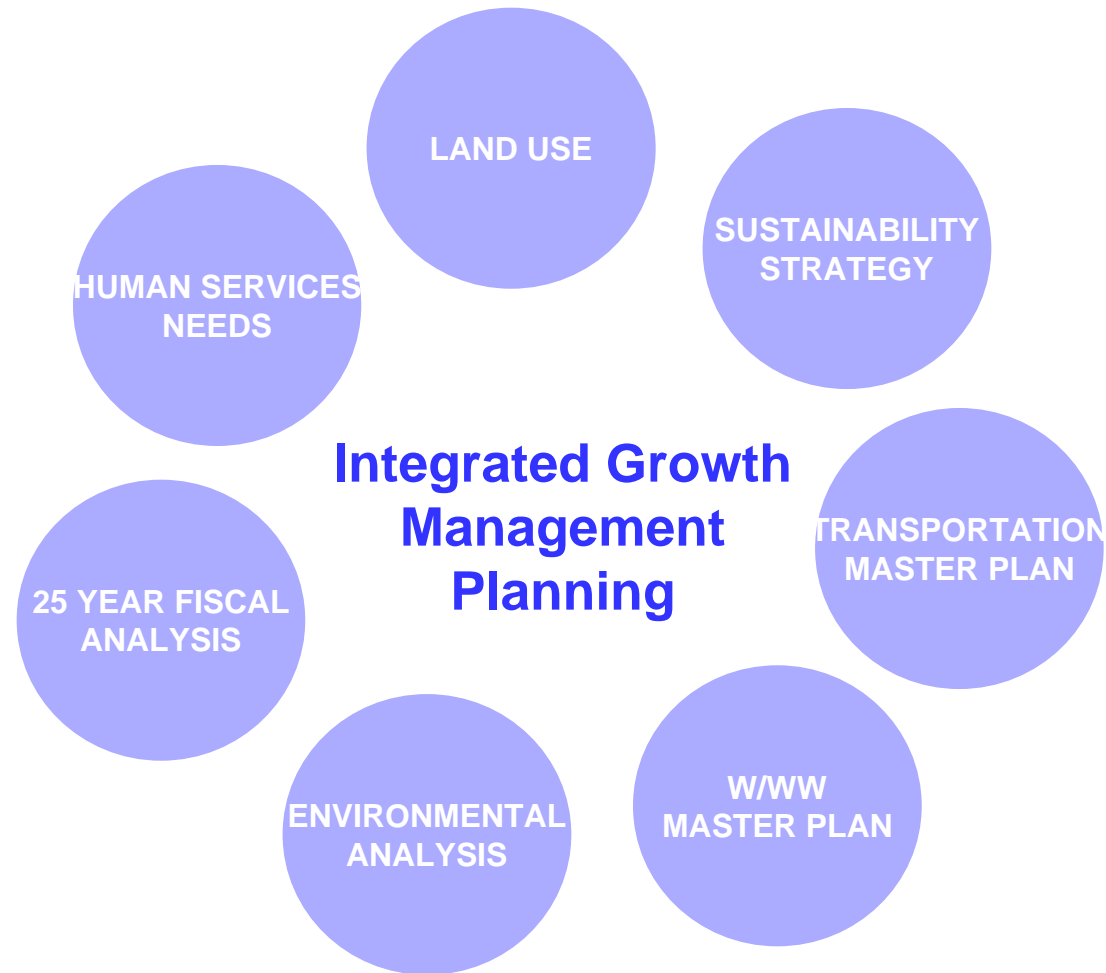 LAND USE
SUSTAINABILITY
STRATEGY
HUMAN SERVICES
NEEDS
Integrated Growth
Management
Planning
TRANSPORTATION
MASTER PLAN
25 YEAR FISCAL
ANALYSIS
W/WW
MASTER PLAN
ENVIRONMENTAL
ANALYSIS